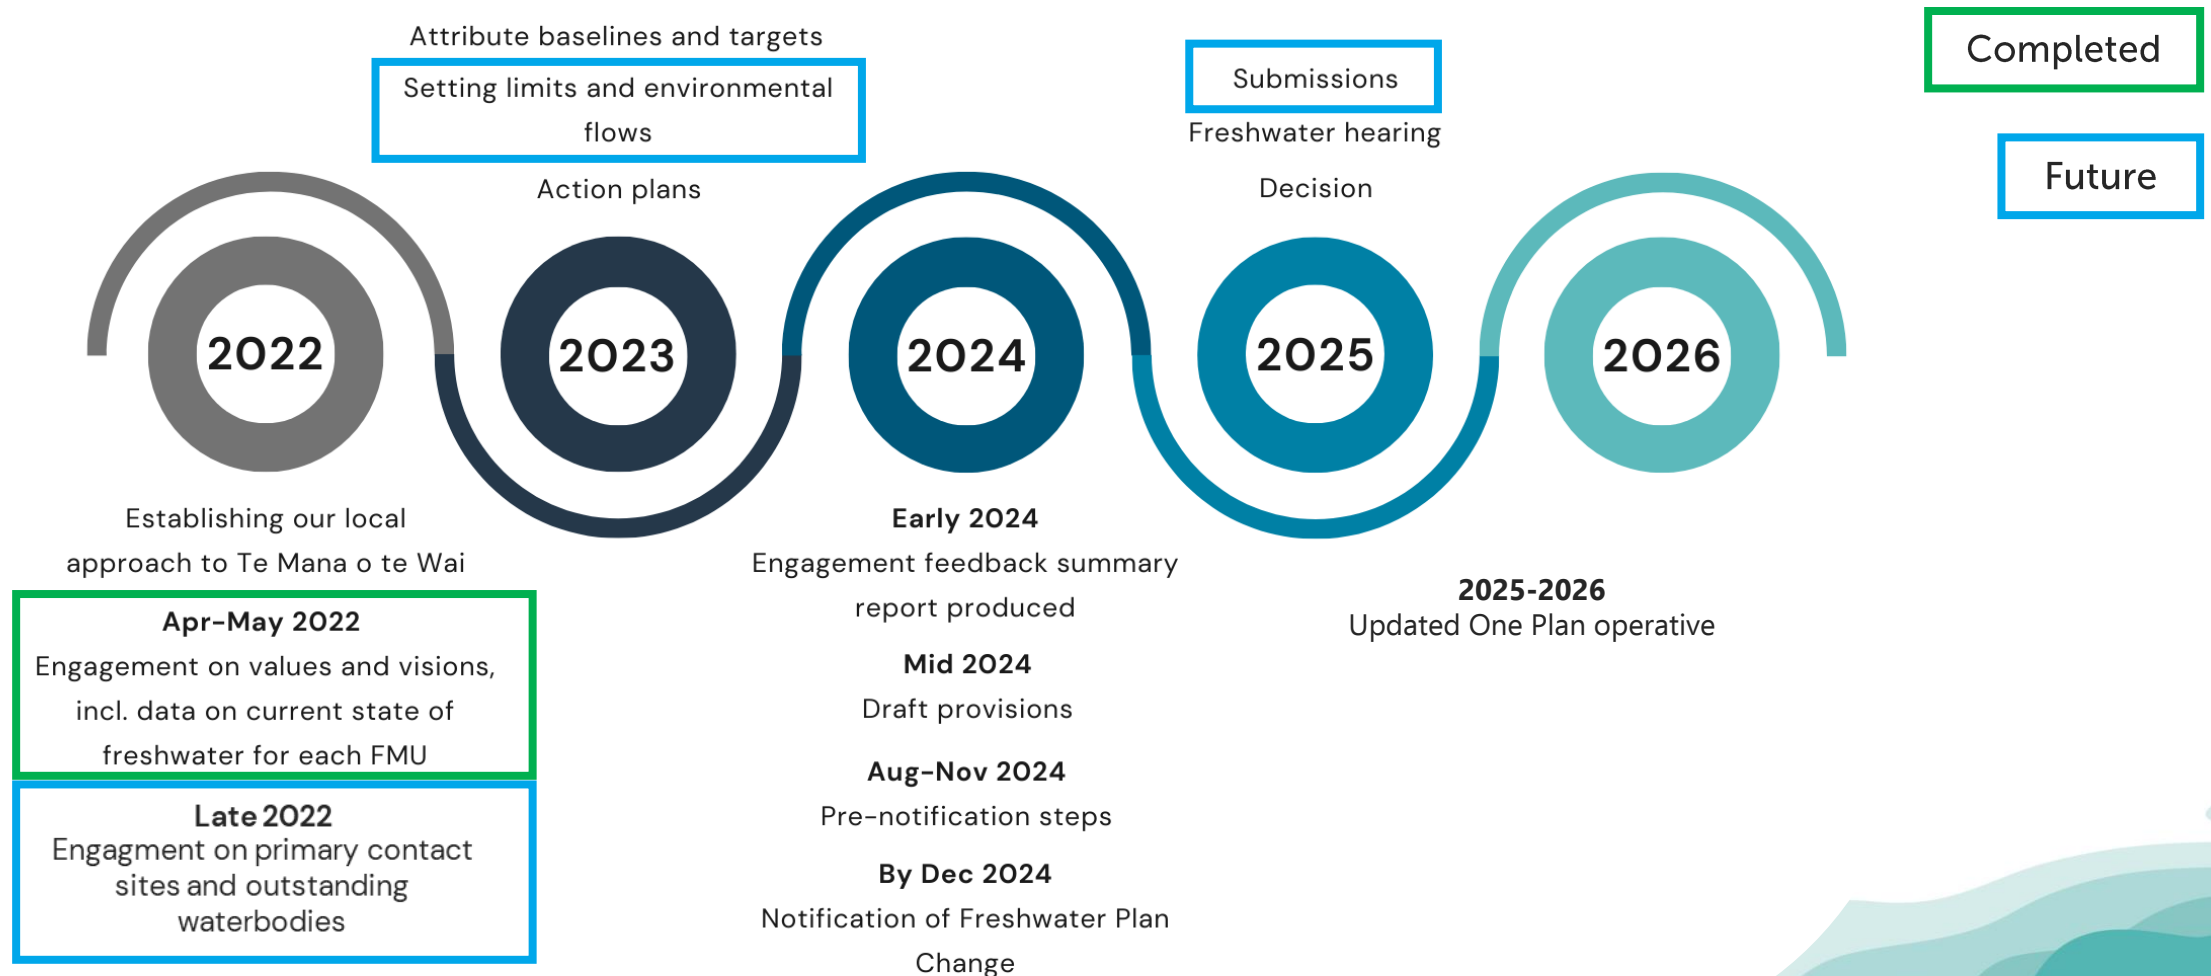 Attribute baselines and targets
Setting limits and environmental
flows
Action plans
Submissions
Freshwater hearing
Decision
Completed
Future
2022
2023
2024
2025
2026
Establishing our local
approach to Te Mana o te Wai
Apr-May 2022
Engagement on values and visions,
incl. data on current state of
freshwater for each FMU
Late 2022
Engagment on primary contact
sites and outstanding
waterbodies
Early 2024
Engagement feedback summary
report produced
Mid 2024
Draft provisions
Aug-Nov 2024
Pre-notification steps
By Dec 2024
Notification of Freshwater Plan
Change
2025-2026
Updated One Plan operative